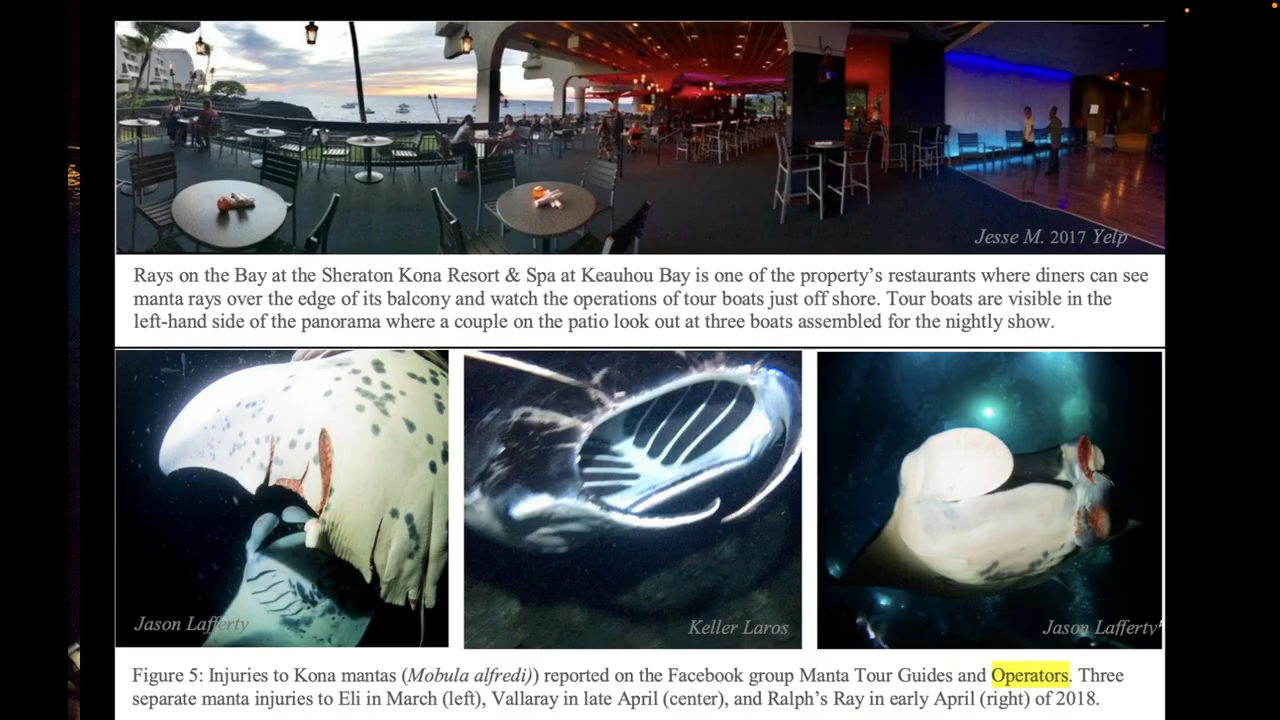 Jesse M. 2017 Yelp
Rays on the Bay at the Sheraton Kona Resort & Spa at Keauhou Bay is one of the property’s restaurants where diners can see
manta rays over the edge of its balcony and watch the operations of tour boats just off shore. Tour boats are visible in the
left-hand side of the panorama where a couple on the patio look out at three boats assembled for the nightly show.
Jason Lafferty
Keller Laros
Jason Lafferty
Figure 5: Injuries to Kona mantas (Mobula alfredi)) reported on the Facebook group Manta Tour Guides and Operators. Three
separate manta injuries to Eli in March (left), Vallaray in late April (center), and Ralph’s Ray in early April (right) of 2018.